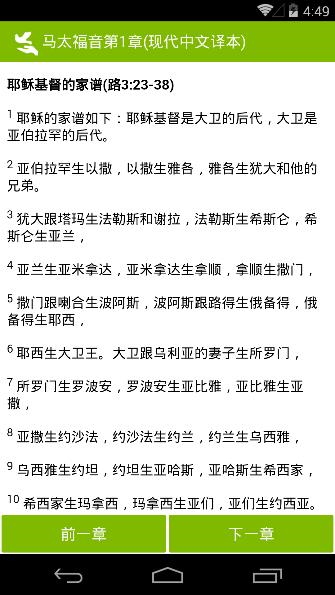 4:49
马太福音第1章(现代中文译本)
耶稣基督的家谱(路3:23-38)
1 耶稣的家谱如下：耶稣基督是大卫的后代，大卫是
亚伯拉罕的后代。
2 亚伯拉罕生以撒，以撒生雅各，雅各生犹大和他的
兄弟。
3 犹大跟塔玛生法勒斯和谢拉，法勒斯生希斯仑，希
斯仑生亚兰，
4 亚兰生亚米拿达，亚米拿达生拿顺，拿顺生撒门，
5 撒门跟喇合生波阿斯，波阿斯跟路得生俄备得，俄
备得生耶西，
6 耶西生大卫王。大卫跟乌利亚的妻子生所罗门，
7 所罗门生罗波安，罗波安生亚比雅，亚比雅生亚
撒，
8 亚撒生约沙法，约沙法生约兰，约兰生乌西雅，
9 乌西雅生约坦，约坦生亚哈斯，亚哈斯生希西家，
10 希西家生玛拿西，玛拿西生亚们，亚们生约西亚。
前一章
下一章